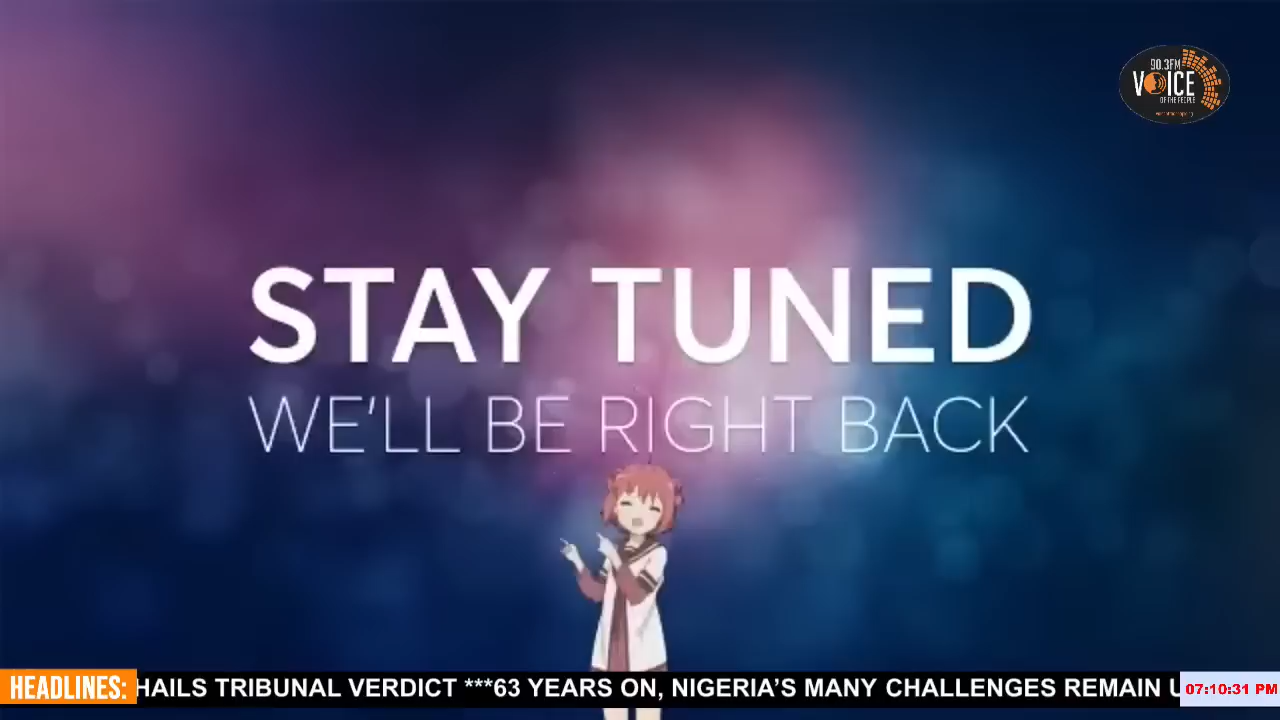 90.3FM
VOICE
OF THE PEOPLE
STAY TUNED
WE'LL BE RIGHT BACK
HEADLINES: HAILS TRIBUNAL VERDICT ***63 YEARS ON, NIGERIA'S MANY CHALLENGES REMAIN U
07:10:31 PM